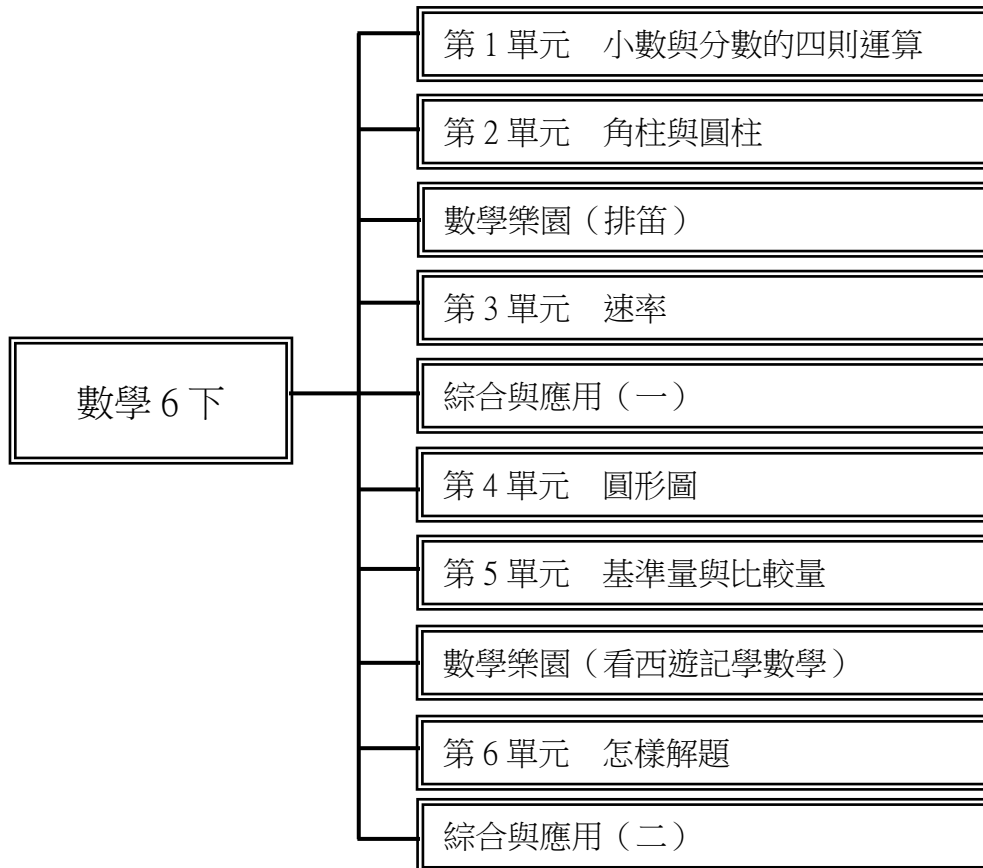 數學 6 下
第 1 單元　小數與分數的四則運算
第 2 單元　角柱與圓柱
數學樂園（排笛）
第 3 單元　速率
綜合與應用（一）
第 4 單元　圓形圖
第 5 單元　基準量與比較量
數學樂園（看西遊記學數學）
第 6 單元　怎樣解題
綜合與應用（二）